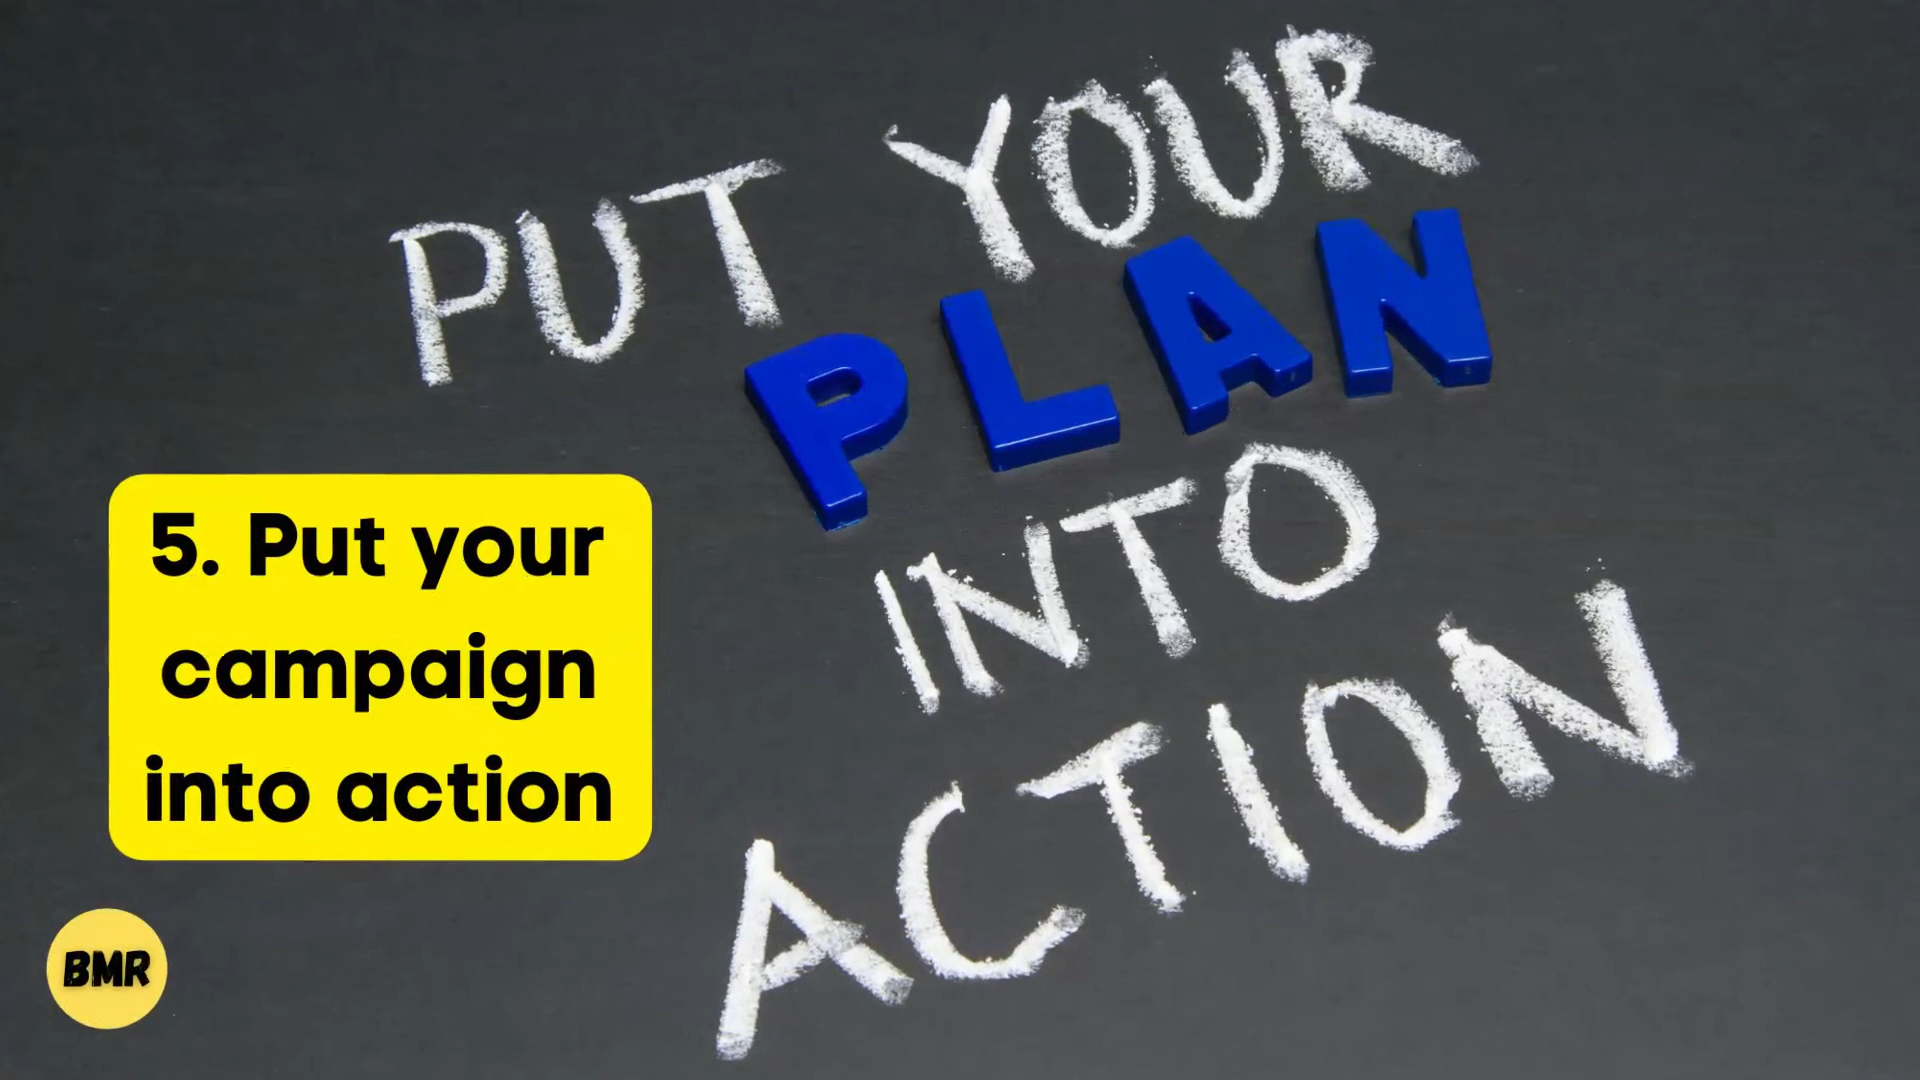 PUT YOUR
PLAN
INTO
ACTION
5. Put your
campaign
into action
BMR